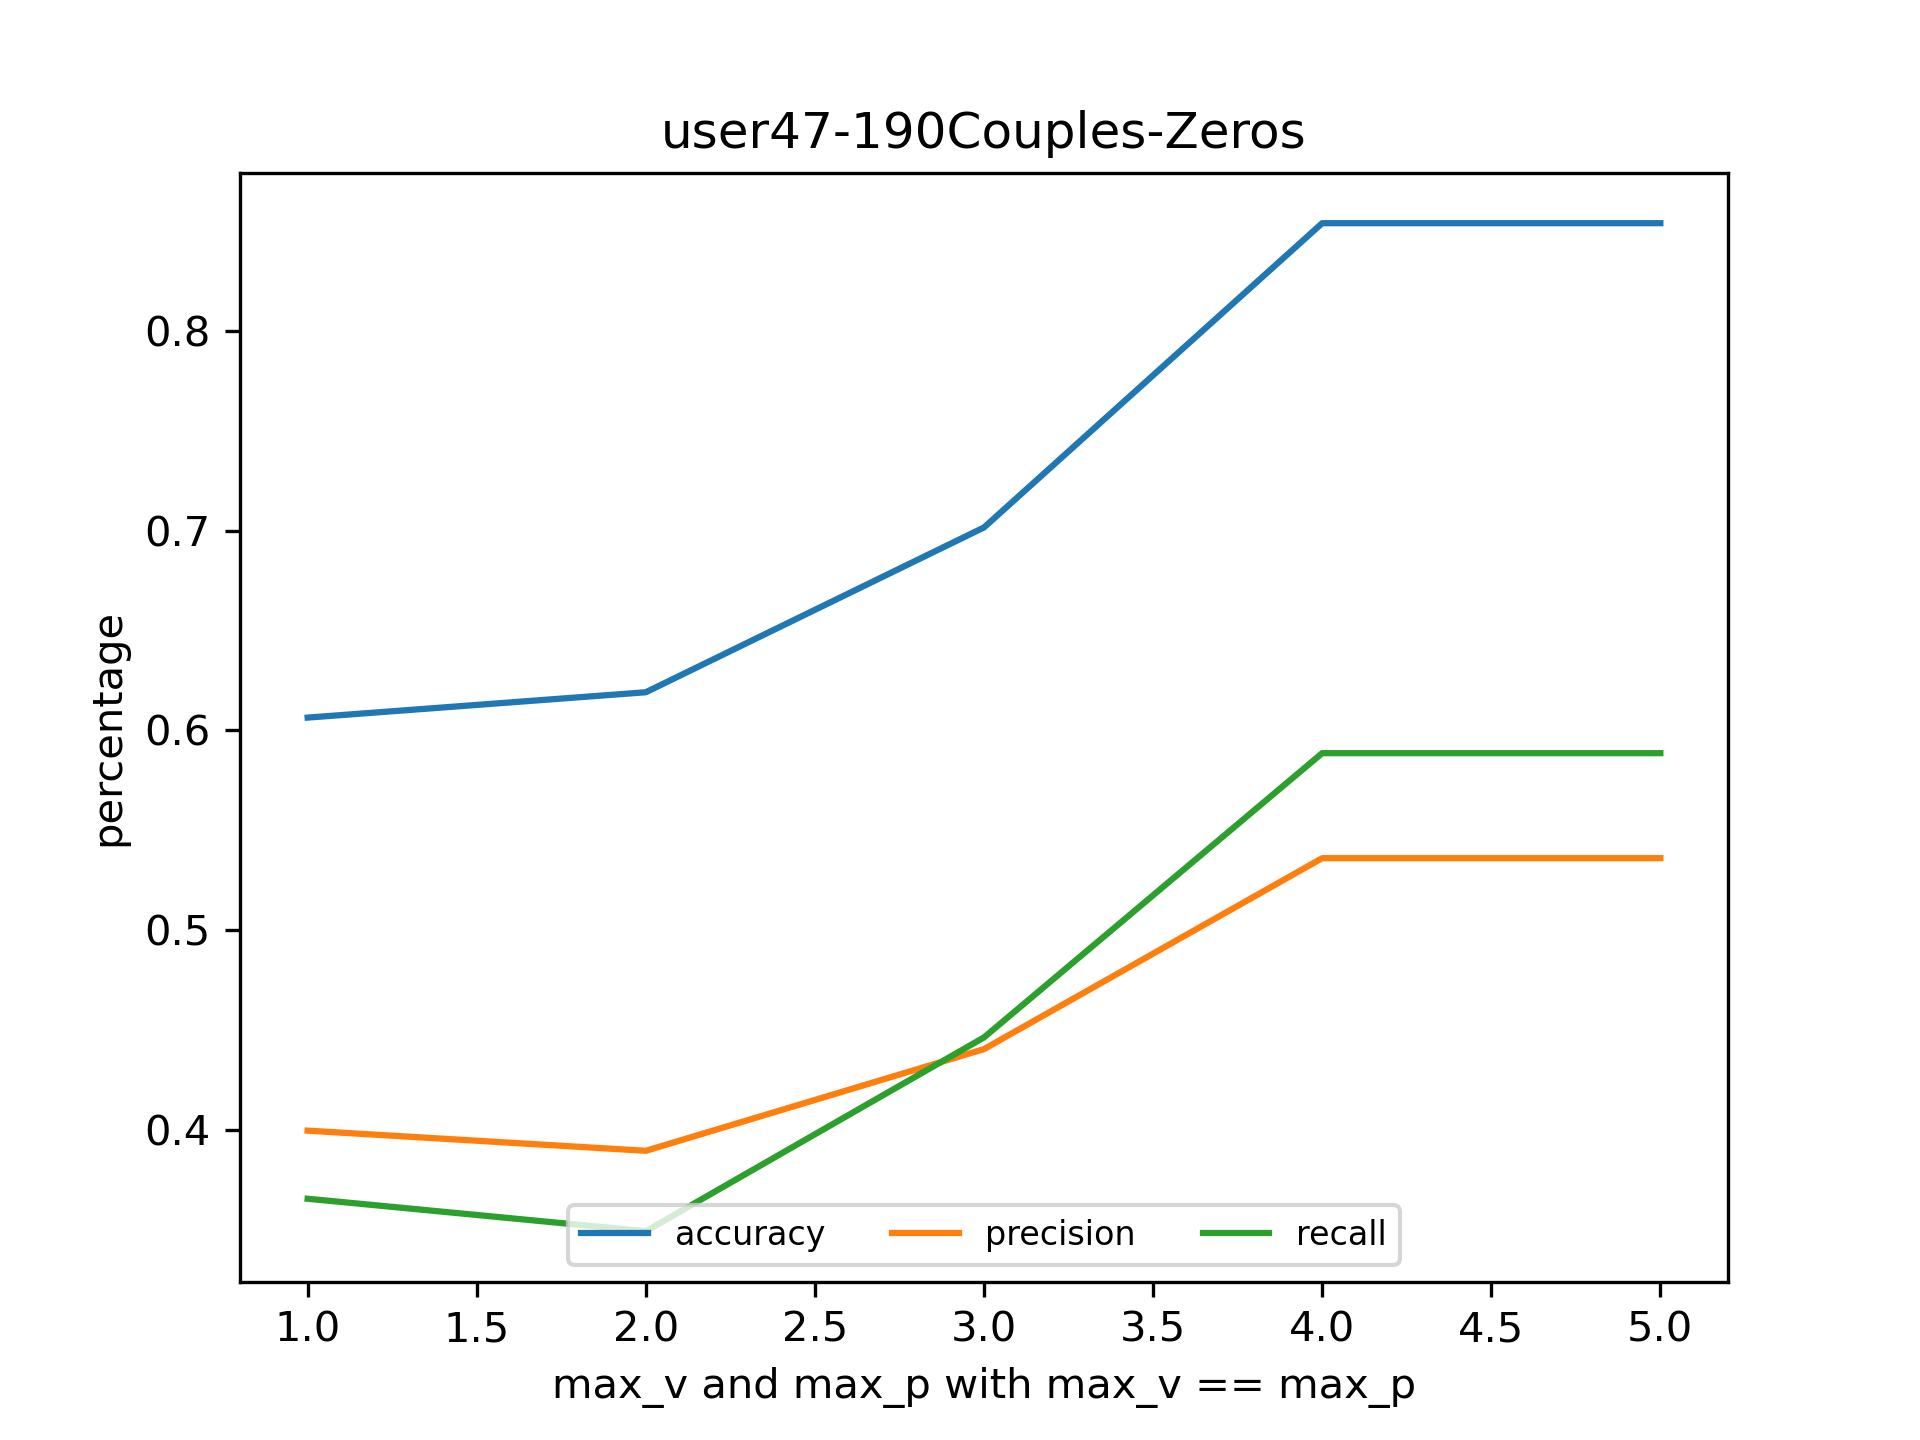 user47-190Couples-Zeros
percentage
0.8
0.7
0.6
0.5
0.4
accuracy precision recall
1.0 1.5 2.0 2.5 3.0 3.5 4.0 4.5 5.0
max_v and max_p with max_v == max_p